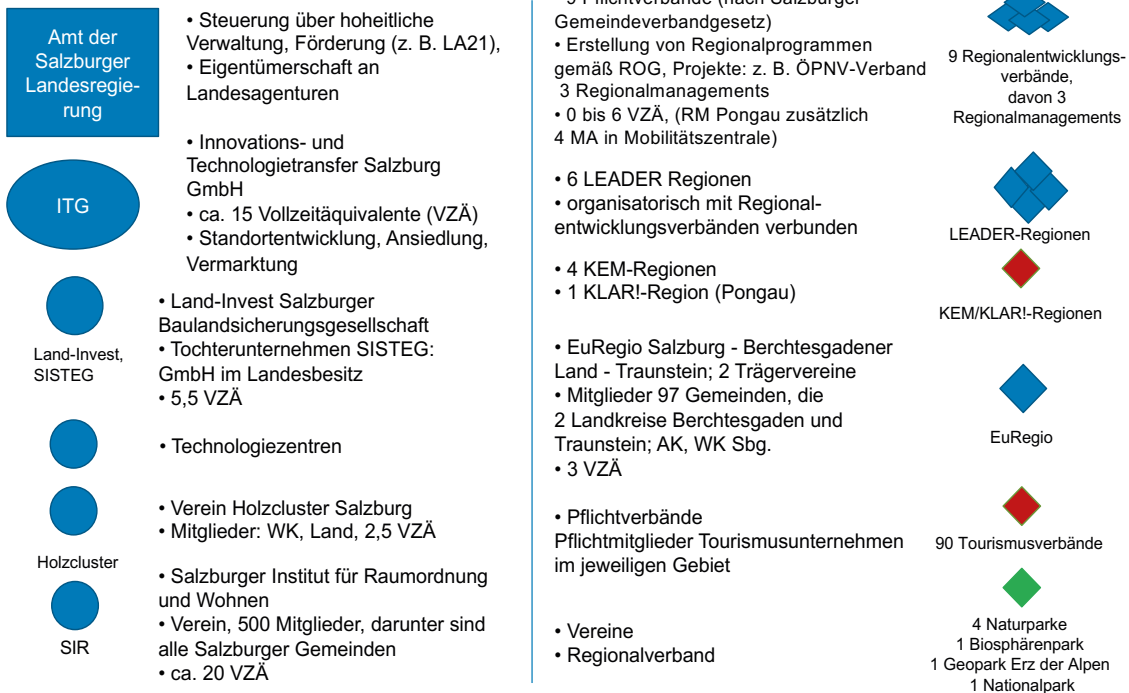 Amt der
Salzburger
Landesregie-
rung
• Steuerung über hoheitliche
Verwaltung, Förderung (z. B. LA21),
• Eigentümerschaft an
Landesagenturen
ITG
• Innovations- und
Technologietransfer Salzburg
GmbH
• ca. 15 Vollzeitäquivalente (VZÄ)
• Standortentwicklung, Ansiedlung,
Vermarktung
Land-Invest,
SISTEG
• Land-Invest Salzburger
Baulandsicherungsgesellschaft
• Tochterunternehmen SISTEG:
GmbH im Landesbesitz
• 5,5 VZÄ
• Technologiezentren
Holzcluster
• Verein Holzcluster Salzburg
• Mitglieder: WK, Land, 2,5 VZÄ
SIR
• Salzburger Institut für Raumordnung
und Wohnen
• Verein, 500 Mitglieder, darunter sind
alle Salzburger Gemeinden
• ca. 20 VZÄ
• 9 Pflichtverbände (nach Salzburger
Gemeindeverbandgesetz)
• Erstellung von Regionalprogrammen
gemäß ROG, Projekte: z. B. ÖPNV-Verband
3 Regionalmanagements
• 0 bis 6 VZÄ, (RM Pongau zusätzlich
4 MA in Mobilitätszentrale)
9 Regionalentwicklungs-
verbände,
davon 3
Regionalmanagements
• 6 LEADER Regionen
• organisatorisch mit Regional-
entwicklungsverbänden verbunden
LEADER-Regionen
• 4 KEM-Regionen
• 1 KLAR!-Region (Pongau)
KEM/KLAR!-Regionen
• EuRegio Salzburg - Berchtesgadener
Land - Traunstein; 2 Trägervereine
• Mitglieder 97 Gemeinden, die
2 Landkreise Berchtesgaden und
Traunstein; AK, WK Sbg.
• 3 VZÄ
EuRegio
• Pflichtverbände
Pflichtmitglieder Tourismusunternehmen
im jeweiligen Gebiet
90 Tourismusverbände
• Vereine
• Regionalverband
4 Naturparke
1 Biosphärenpark
1 Geopark Erz der Alpen
1 Nationalpark